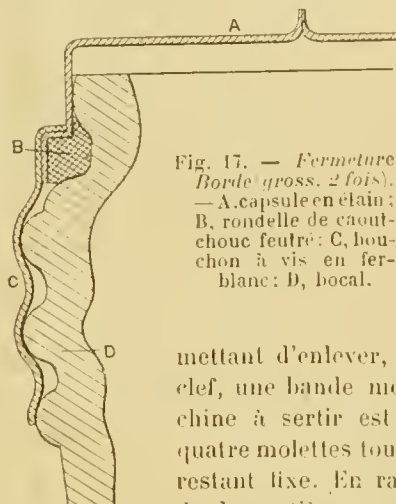 A
B
C
D
Fig. 17. — Fermeture
Borde (gross. 2 fois).
— A. capsule en étain ;
B, rondelle de caout-
chouc feutré ; C, bou-
chon à vis en fer-
blanc ; D, bocal.
mettant d'enlever,
clef, une bande mé
chine à sertir est
quatre molettes tou
restant fixe. En ra